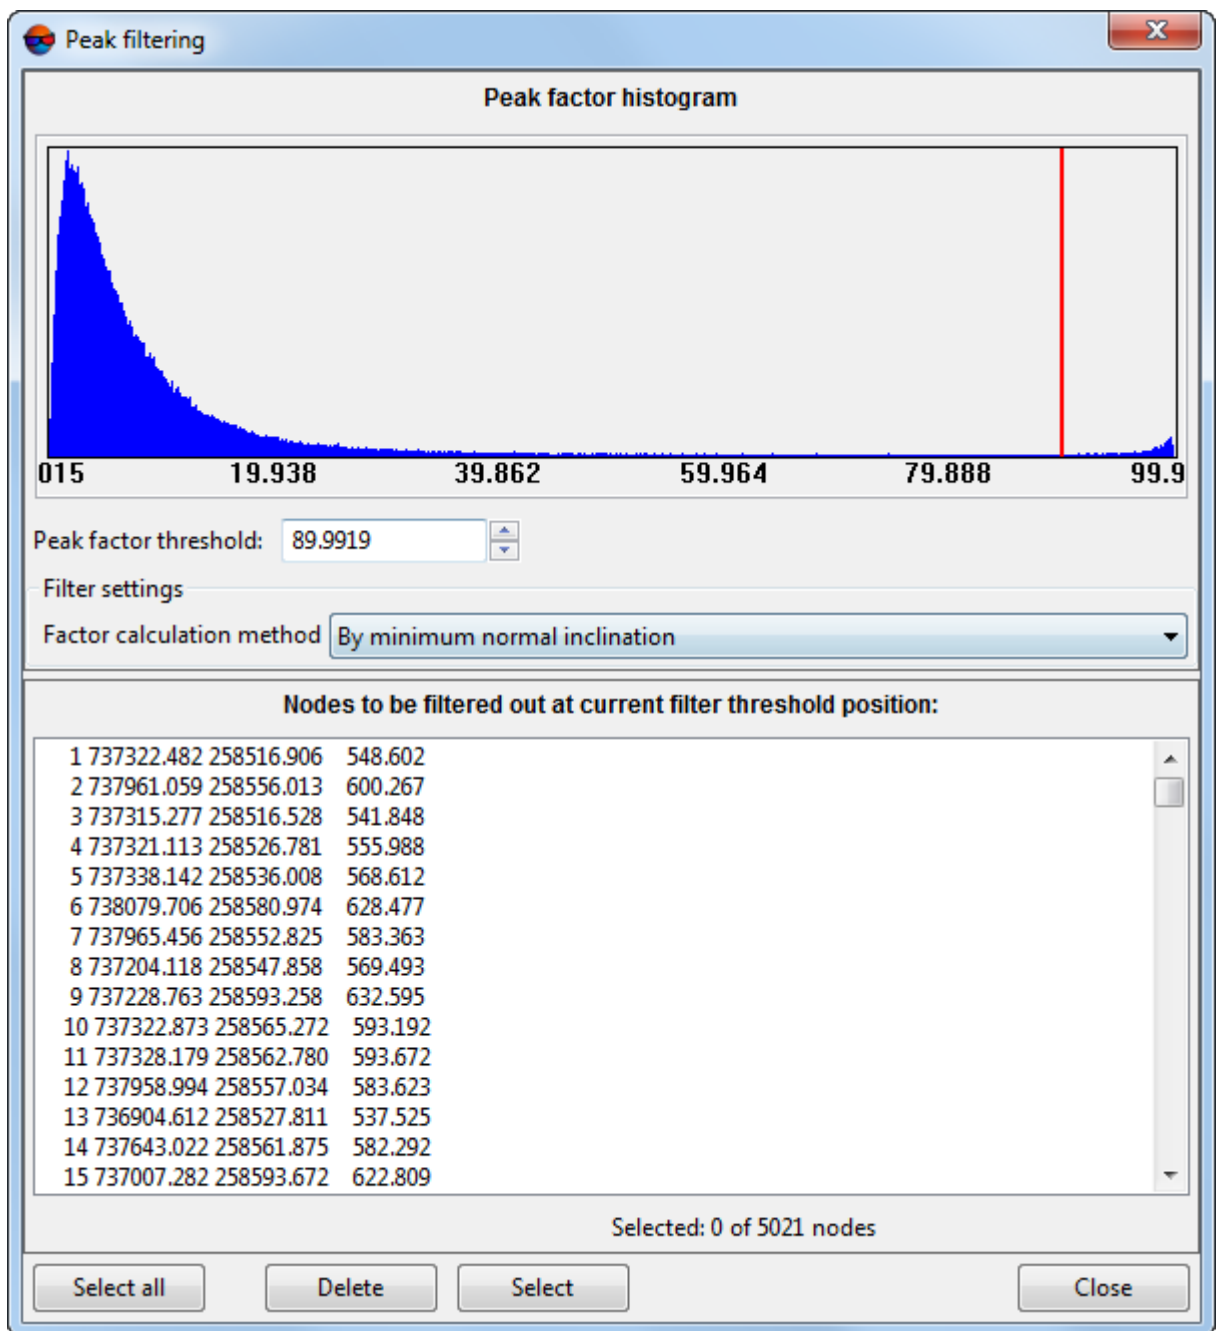 Peak filtering
Peak factor histogram
015 19.938 39.862 59.964 79.888 99.9
Peak factor threshold: 89.9919
Filter settings
Factor calculation method By minimum normal inclination
Nodes to be filtered out at current filter threshold position:
1 737322.482 258516.906 548.602
2 737961.059 258556.013 600.267
3 737315.277 258516.528 541.848
4 737321.113 258526.781 555.988
5 737338.142 258536.008 568.612
6 738079.706 258580.974 628.477
7 737965.456 258552.825 583.363
8 737204.118 258547.858 569.493
9 737228.763 258593.258 632.595
10 737322.873 258565.272 593.192
11 737328.179 258562.780 593.672
12 737958.994 258557.034 583.623
13 736904.612 258527.811 537.525
14 737643.022 258561.875 582.292
15 737007.282 258593.672 622.809
Selected: 0 of 5021 nodes
Select all Delete Select Close